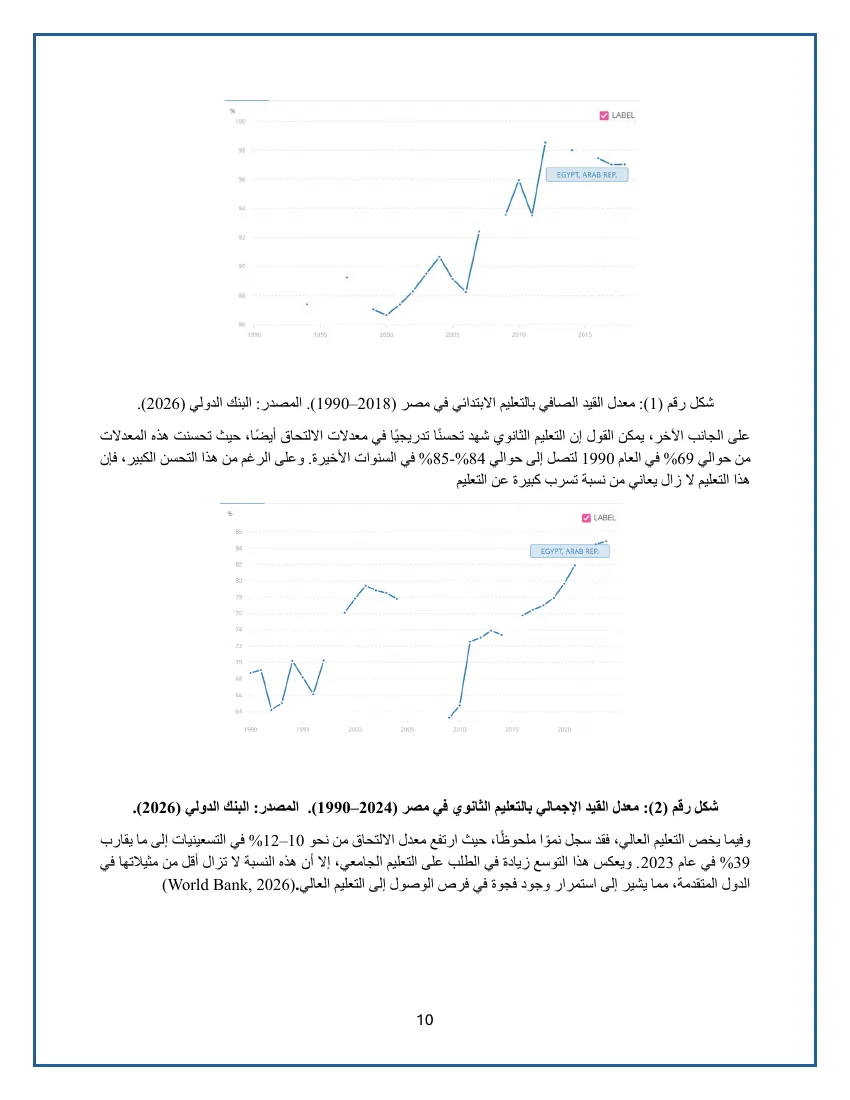 %
LABEL
100
98
96
EGYPT, ARAB REP.
94
92
90
88
86
1990 1995 2000 2005 2010 2015
شكل رقم (1): معدل القيد الصافي بالتعليم الابتدائي في مصر (2018–1990). المصدر: البنك الدولي (2026).
على الجانب الآخر، يمكن القول إن التعليم الثانوي شهد تحسنًا تدريجيًا في معدلات الالتحاق أيضًا، حيث تحسنت هذه المعدلات
من حوالي 69% في العام 1990 لتصل إلى حوالي 84%-85% في السنوات الأخيرة. وعلى الرغم من هذا التحسن الكبير، فإن
هذا التعليم لا زال يعاني من نسبة تسرب كبيرة عن التعليم
%
LABEL
86
84
EGYPT, ARAB REP.
82
80
78
76
74
72
70
68
66
64
1990 1995 2000 2005 2010 2015 2020
شكل رقم (2): معدل القيد الإجمالي بالتعليم الثانوي في مصر (2024–1990). المصدر: البنك الدولي (2026).
وفيما يخص التعليم العالي، فقد سجل نموًا ملحوظًا، حيث ارتفع معدل الالتحاق من نحو 10–12% في التسعينيات إلى ما يقارب
39% في عام 2023. ويعكس هذا التوسع زيادة في الطلب على التعليم الجامعي، إلا أن هذه النسبة لا تزال أقل من مثيلاتها في
الدول المتقدمة، مما يشير إلى استمرار وجود فجوة في فرص الوصول إلى التعليم العالي.(World Bank, 2026)
10